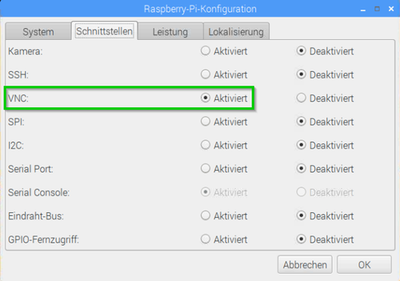 Raspberry-Pi-Konfiguration
System Schnittstellen Leistung Lokalisierung
Kamera: Aktiviert Deaktiviert
SSH: Aktiviert Deaktiviert
VNC: Aktiviert Deaktiviert
SPI: Aktiviert Deaktiviert
I2C: Aktiviert Deaktiviert
Serial Port: Aktiviert Deaktiviert
Serial Console: Aktiviert Deaktiviert
Eindraht-Bus: Aktiviert Deaktiviert
GPIO-Fernzugriff: Aktiviert Deaktiviert
Abbrechen OK